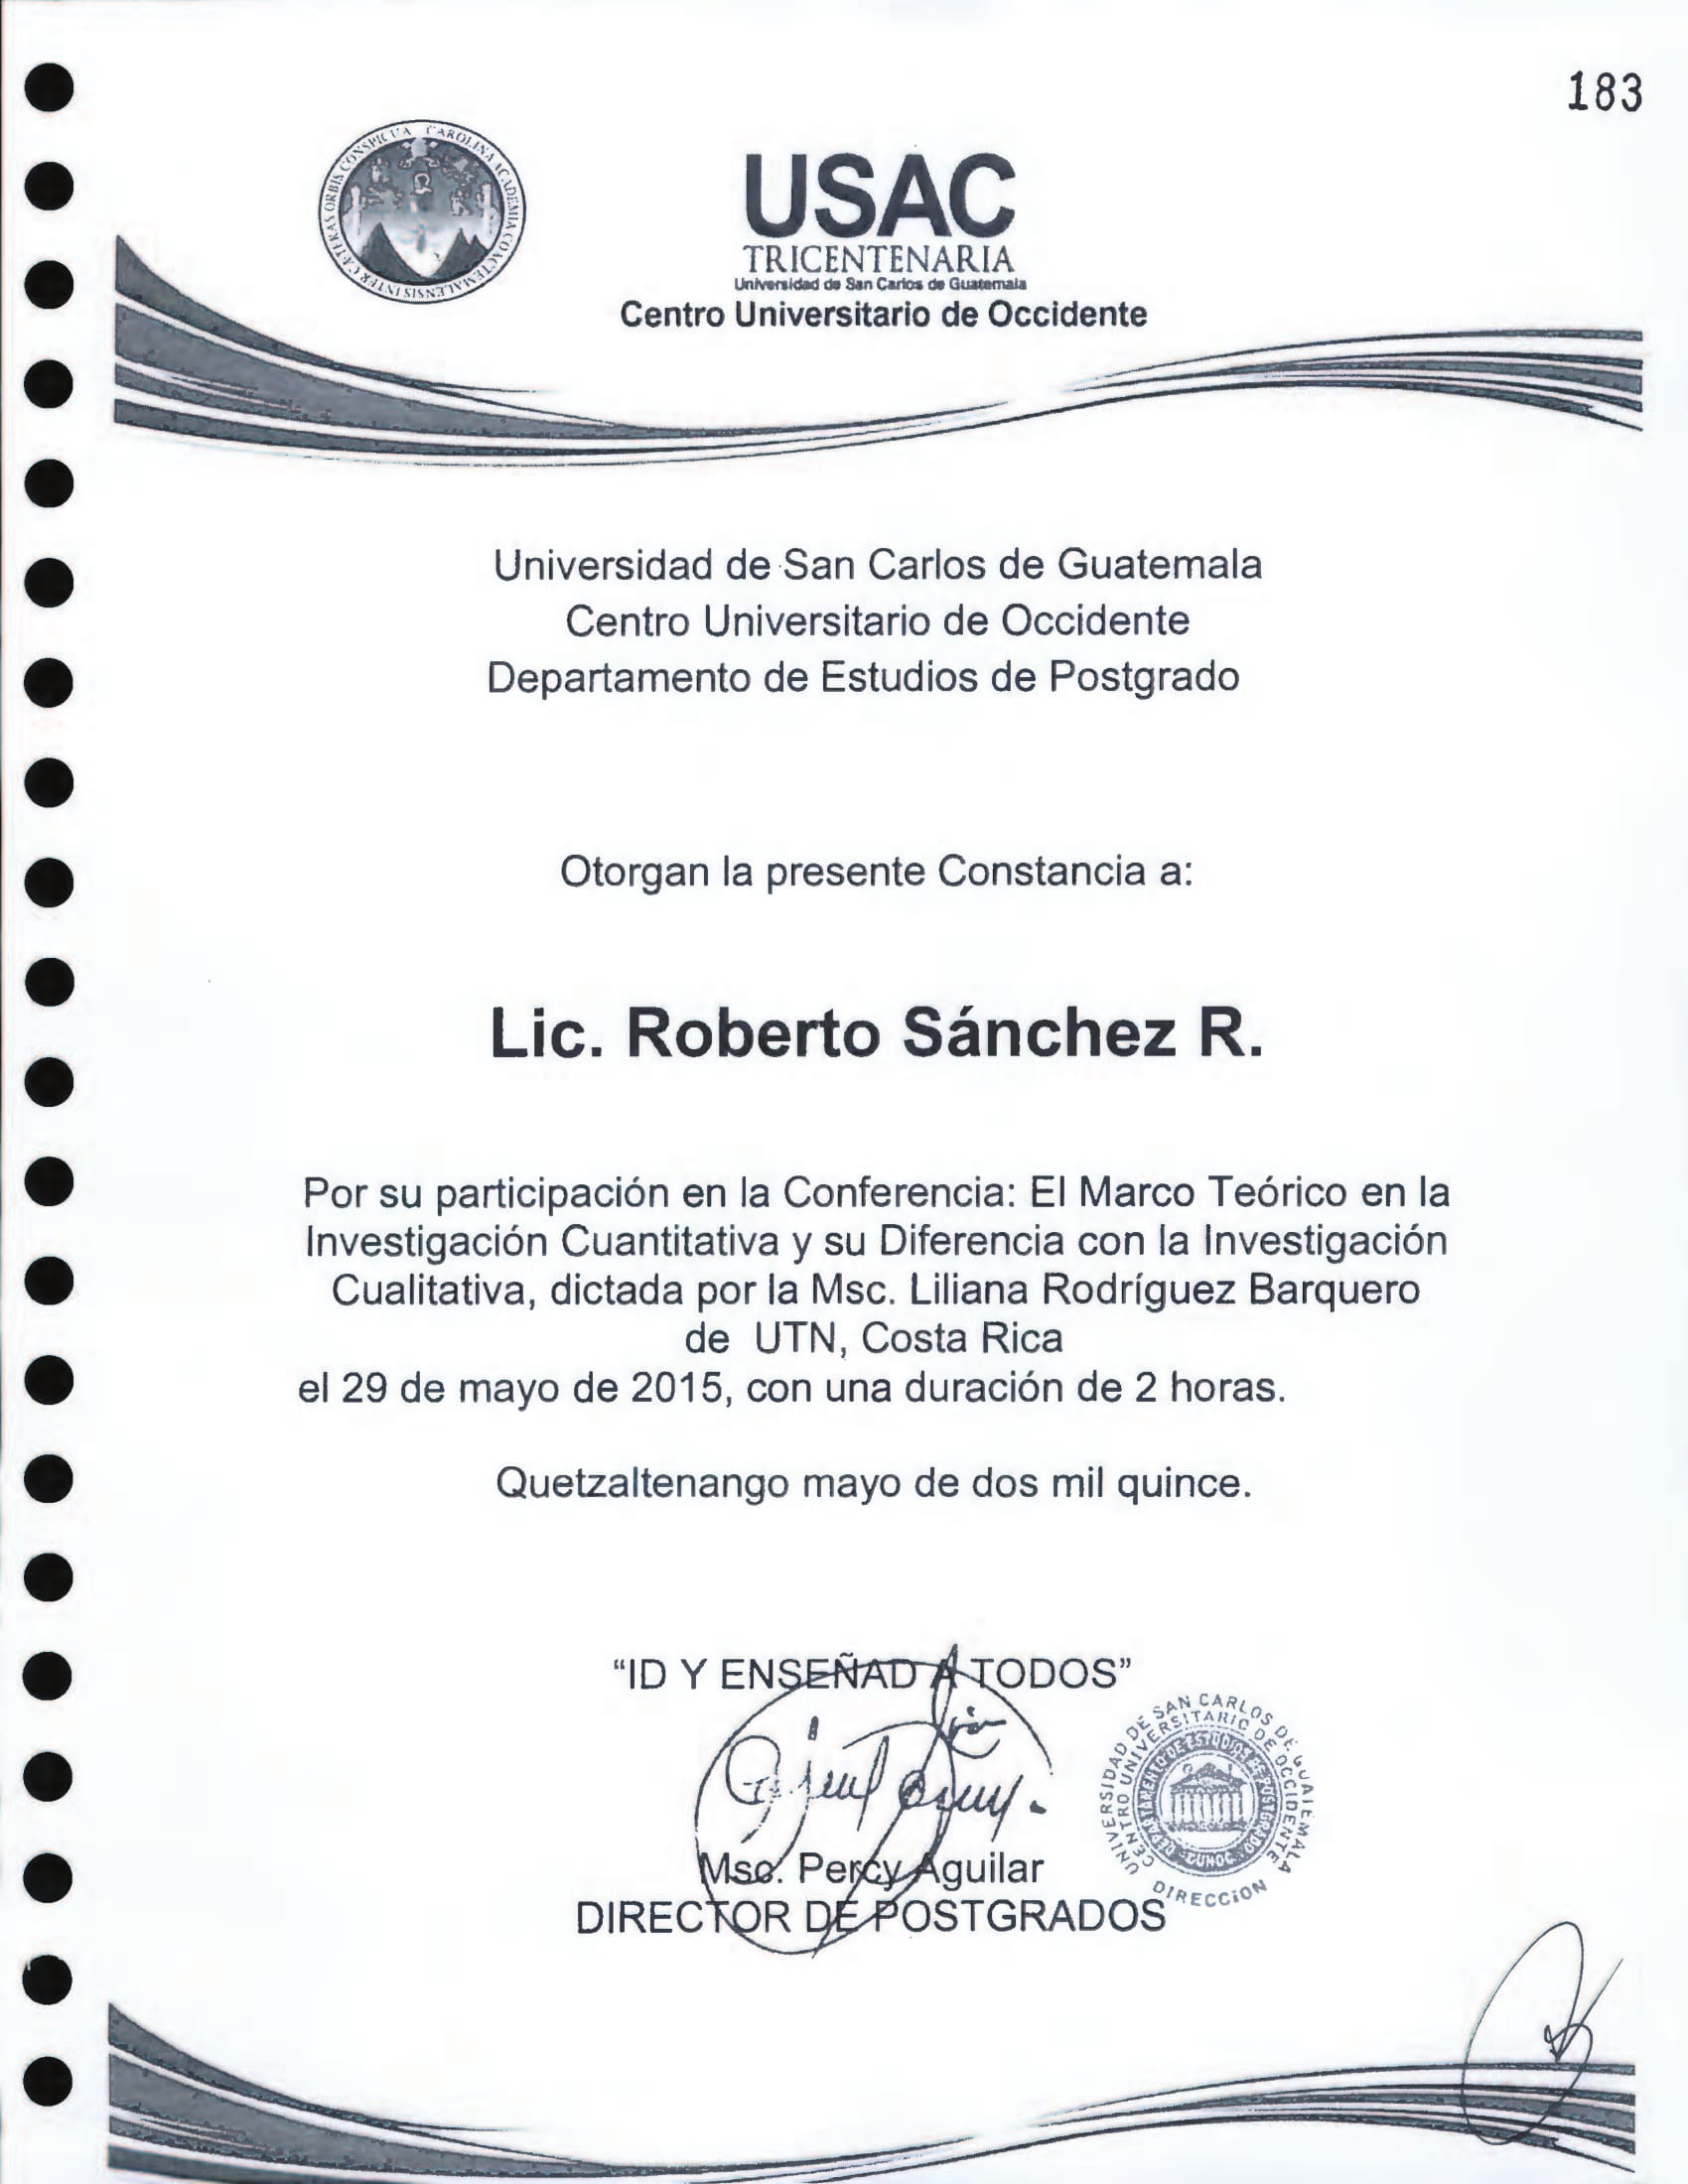 183
CONSPICUA CAROLINA ACADEMIA COACTEMALENSIS INTER CÆTERAS ORBIS
USAC
TRICENTENARIA
Universidad de San Carlos de Guatemala
Centro Universitario de Occidente
Universidad de San Carlos de Guatemala
Centro Universitario de Occidente
Departamento de Estudios de Postgrado
Otorgan la presente Constancia a:
Lic. Roberto Sánchez R.
Por su participación en la Conferencia: El Marco Teórico en la
Investigación Cuantitativa y su Diferencia con la Investigación
Cualitativa, dictada por la Msc. Liliana Rodríguez Barquero
de UTN, Costa Rica
el 29 de mayo de 2015, con una duración de 2 horas.
Quetzaltenango mayo de dos mil quince.
“ID Y ENSEÑAD A TODOS”
UNIVERSIDAD DE SAN CARLOS DE GUATEMALA
CENTRO UNIVERSITARIO DE OCCIDENTE
DEPARTAMENTO DE ESTUDIOS DE POSTGRADO
CUNOC
DIRECCION
Msc. Percy Aguilar
DIRECTOR DE POSTGRADOS